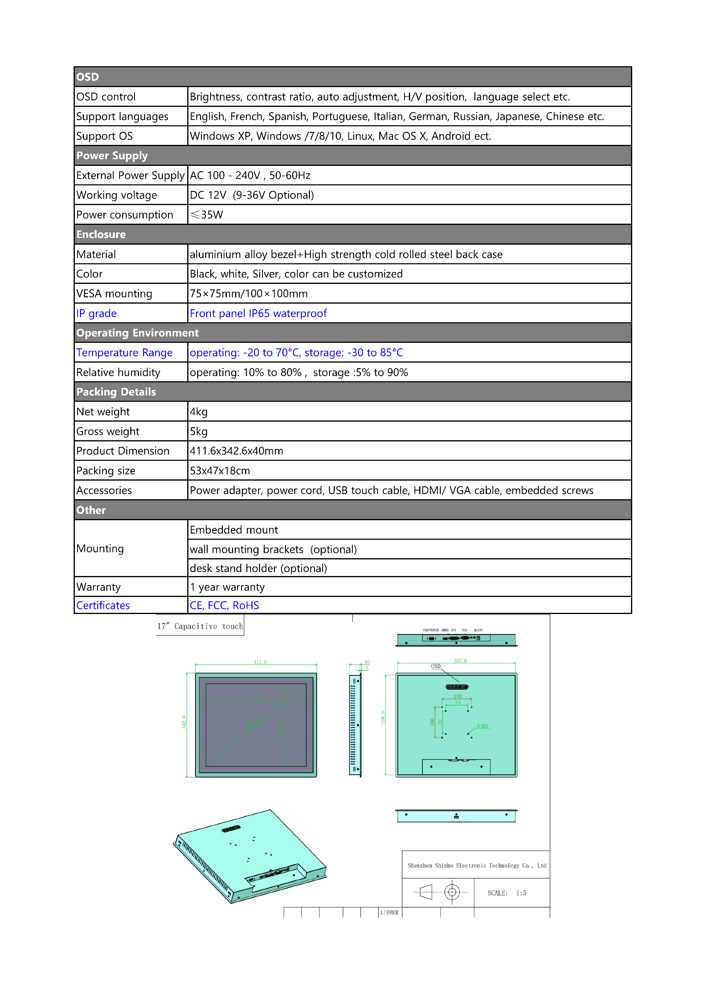 OSD
OSD control Brightness, contrast ratio, auto adjustment, H/V position, language select etc.
Support languages English, French, Spanish, Portuguese, Italian, German, Russian, Japanese, Chinese etc.
Support OS Windows XP, Windows /7/8/10, Linux, Mac OS X, Android ect.
Power Supply
External Power Supply AC 100 - 240V , 50-60Hz
Working voltage DC 12V (9-36V Optional)
Power consumption ≤35W
Enclosure
Material aluminium alloy bezel+High strength cold rolled steel back case
Color Black, white, Silver, color can be customized
VESA mounting 75×75mm/100×100mm
IP grade Front panel IP65 waterproof
Operating Environment
Temperature Range operating: -20 to 70°C, storage: -30 to 85°C
Relative humidity operating: 10% to 80% , storage :5% to 90%
Packing Details
Net weight 4kg
Gross weight 5kg
Product Dimension 411.6x342.6x40mm
Packing size 53x47x18cm
Accessories Power adapter, power cord, USB touch cable, HDMI/ VGA cable, embedded screws
Other
Mounting
Embedded mount
wall mounting brackets (optional)
desk stand holder (optional)
Warranty 1 year warranty
Certificates CE, FCC, RoHS
17″ Capacitive touch
USB/TOUCH HDMI DVI VGA DC12V
411.6
40
3
397.6
OSD
100
75
342.6
328.6
100
75
8-M4
Shenzhen Shinho Electronic Technology Co., Ltd
SCALE: 1:5
LIEBER